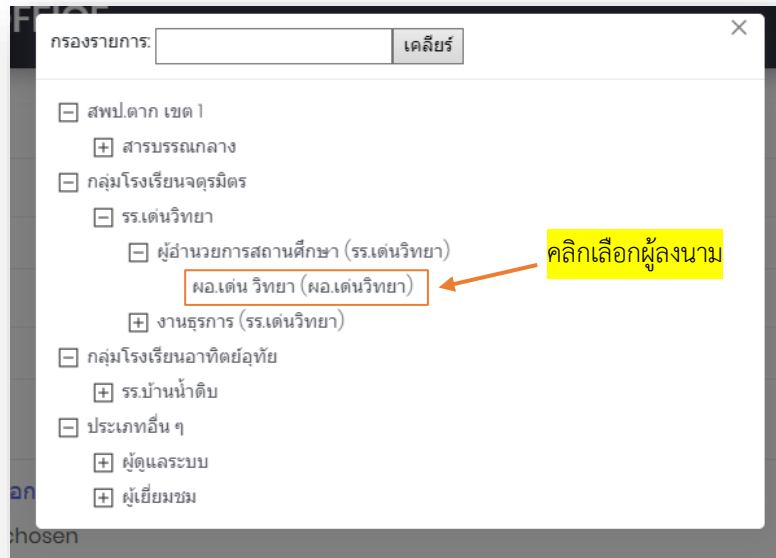 OFFICE
กรองรายการ:
เคลียร์
×
สพป.ตาก เขต 1
สารบรรณกลาง
กลุ่มโรงเรียนจตุรมิตร
รร.เด่นวิทยา
ผู้อำนวยการสถานศึกษา (รร.เด่นวิทยา)
คลิกเลือกผู้ลงนาม
ผอ.เด่น วิทยา (ผอ.เด่นวิทยา)
งานธุรการ (รร.เด่นวิทยา)
กลุ่มโรงเรียนอาทิตย์อุทัย
รร.บ้านน้ำดิบ
ประเภทอื่น ๆ
ผู้ดูแลระบบ
ผู้เยี่ยมชม
อก
chosen